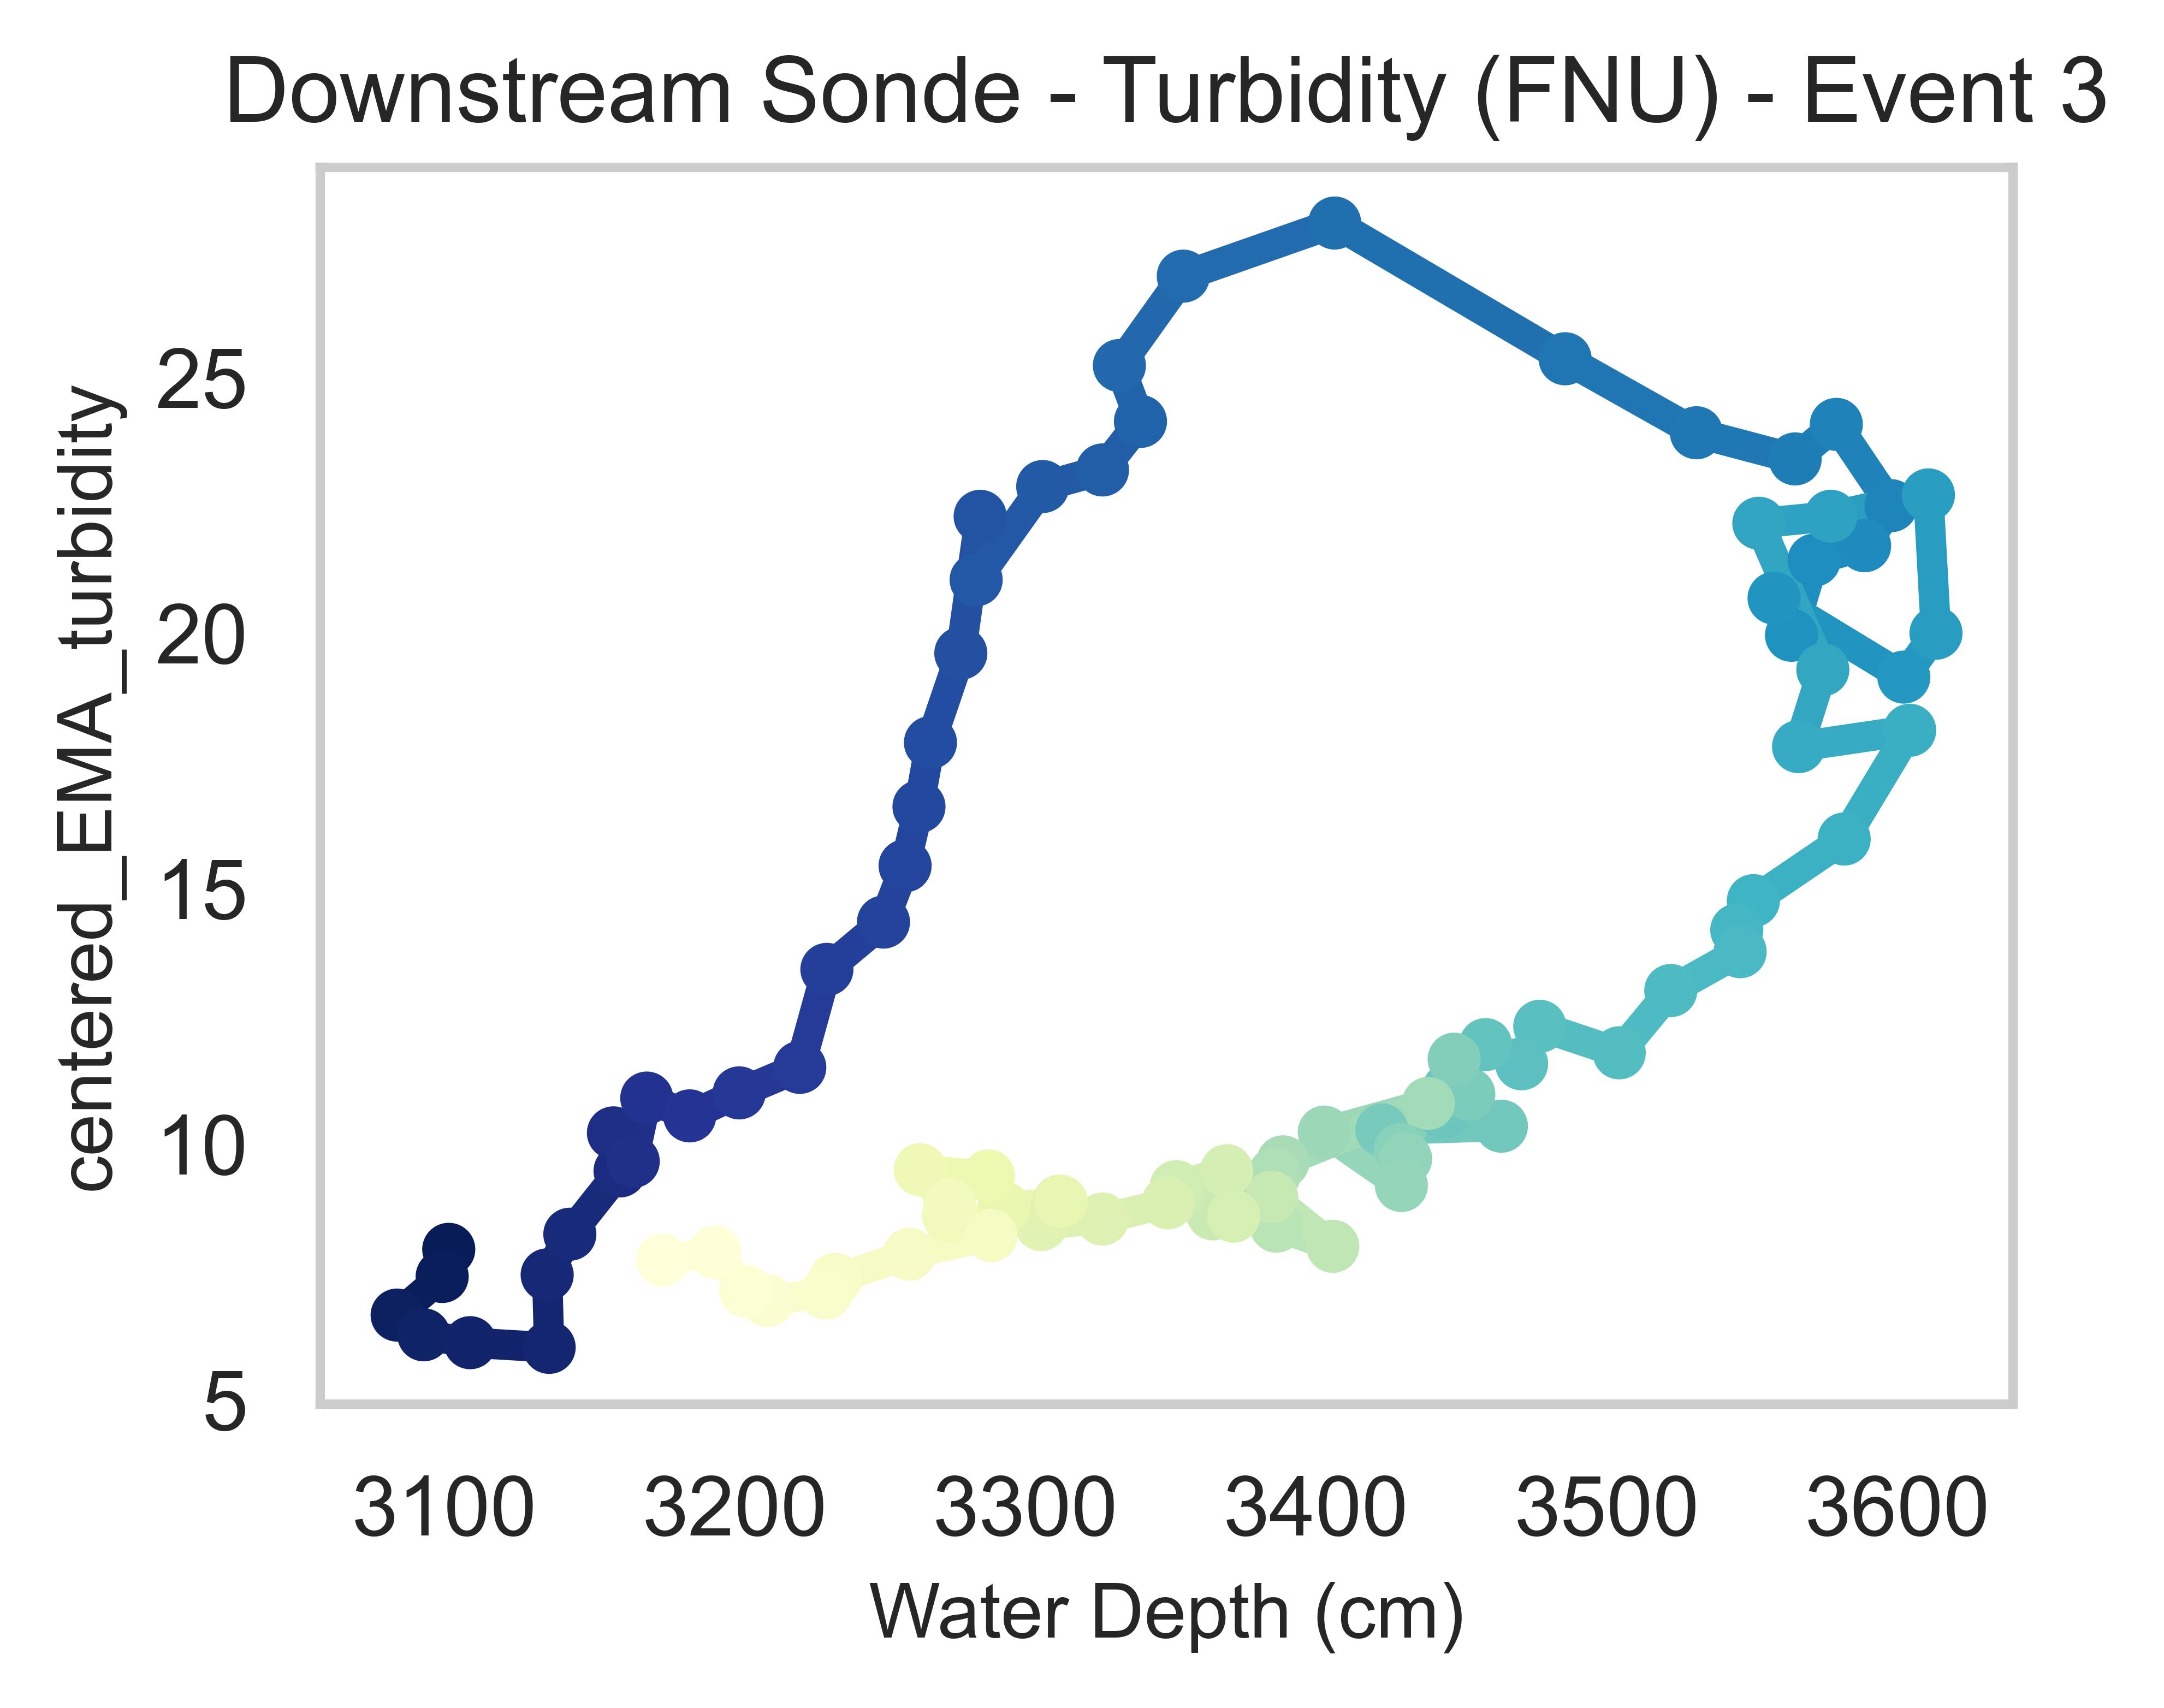 Downstream Sonde - Turbidity (FNU) - Event 3
centered_EMA_turbidity
25
20
15
10
5
3100 3200 3300 3400 3500 3600
Water Depth (cm)